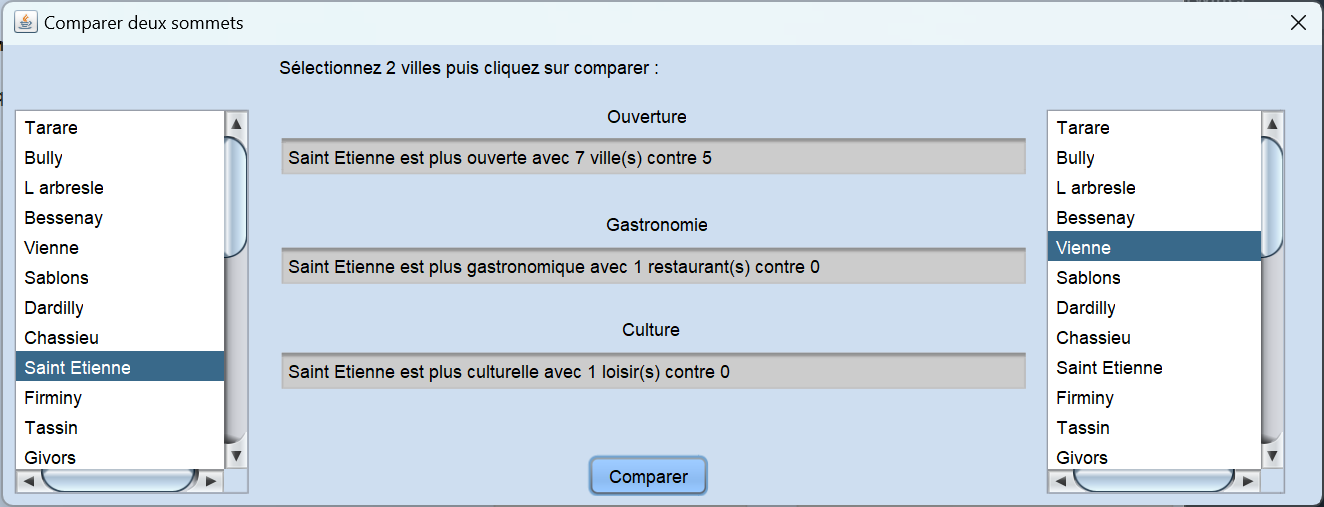 Comparer deux sommets
Sélectionnez 2 villes puis cliquez sur comparer :
Tarare
Bully
L arbresle
Bessenay
Vienne
Sablons
Dardilly
Chassieu
Saint Etienne
Firminy
Tassin
Givors
Ouverture
Saint Etienne est plus ouverte avec 7 ville(s) contre 5
Gastronomie
Saint Etienne est plus gastronomique avec 1 restaurant(s) contre 0
Culture
Saint Etienne est plus culturelle avec 1 loisir(s) contre 0
Comparer
Tarare
Bully
L arbresle
Bessenay
Vienne
Sablons
Dardilly
Chassieu
Saint Etienne
Firminy
Tassin
Givors